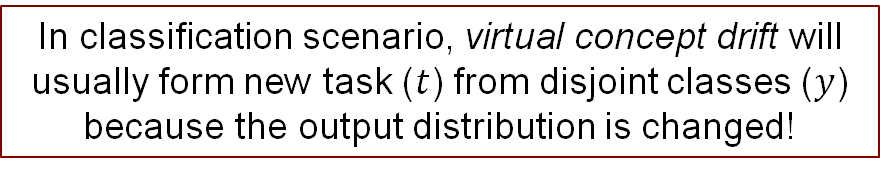 In classification scenario, virtual concept drift will
usually form new task (t) from disjoint classes (y)
because the output distribution is changed!